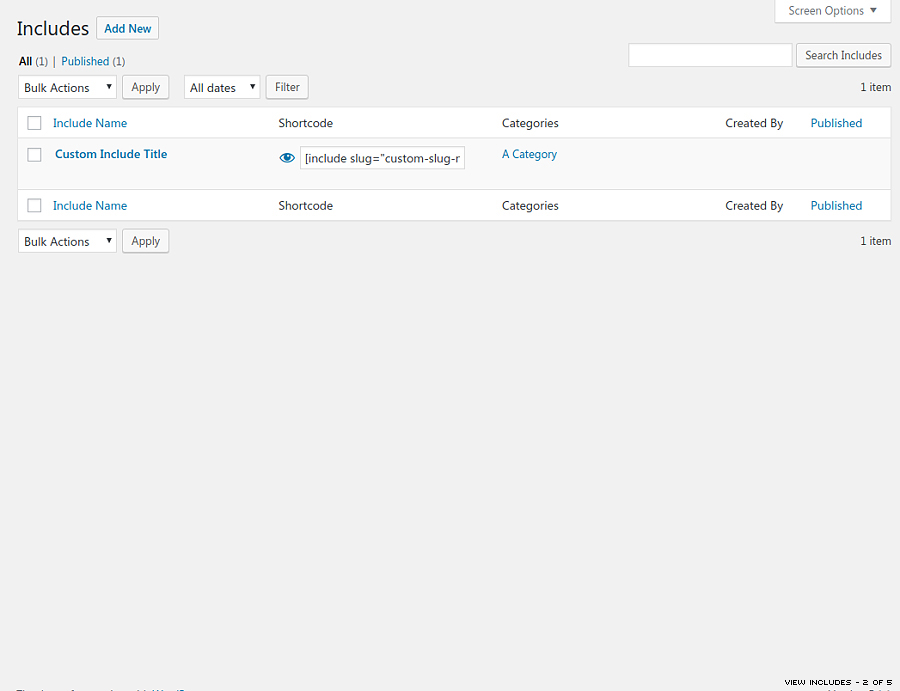 Screen Options ▼
Includes Add New
All (1) | Published (1)
Search Includes
Bulk Actions ▼ Apply All dates ▼ Filter 1 item
Include Name Shortcode Categories Created By Published
Custom Include Title [include slug="custom-slug-r A Category
Include Name Shortcode Categories Created By Published
Bulk Actions ▼ Apply 1 item
VIEW INCLUDES - 2 OF 5